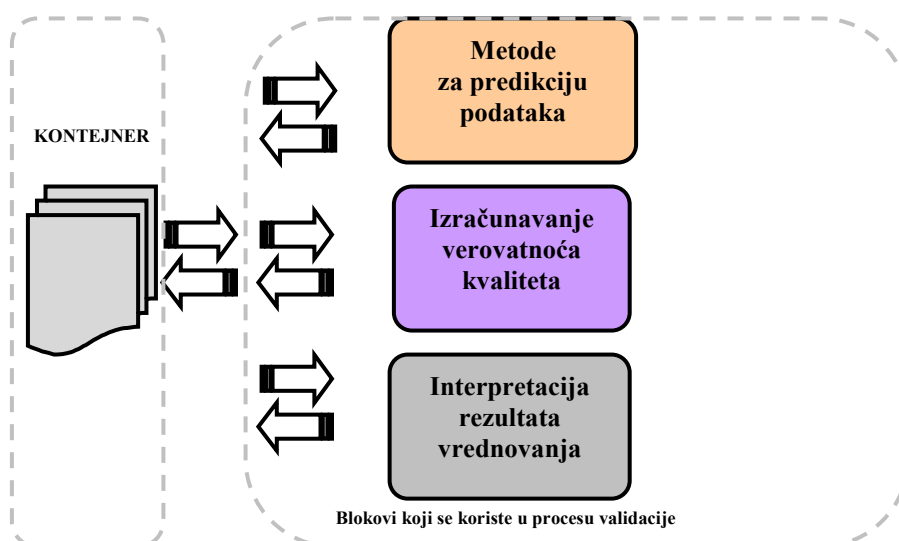 KONTEJNER
Metode
za predikciju
podataka
Izračunavanje
verovatnoća
kvaliteta
Interpretacija
rezultata
vrednovanja
Blokovi koji se koriste u procesu validacije